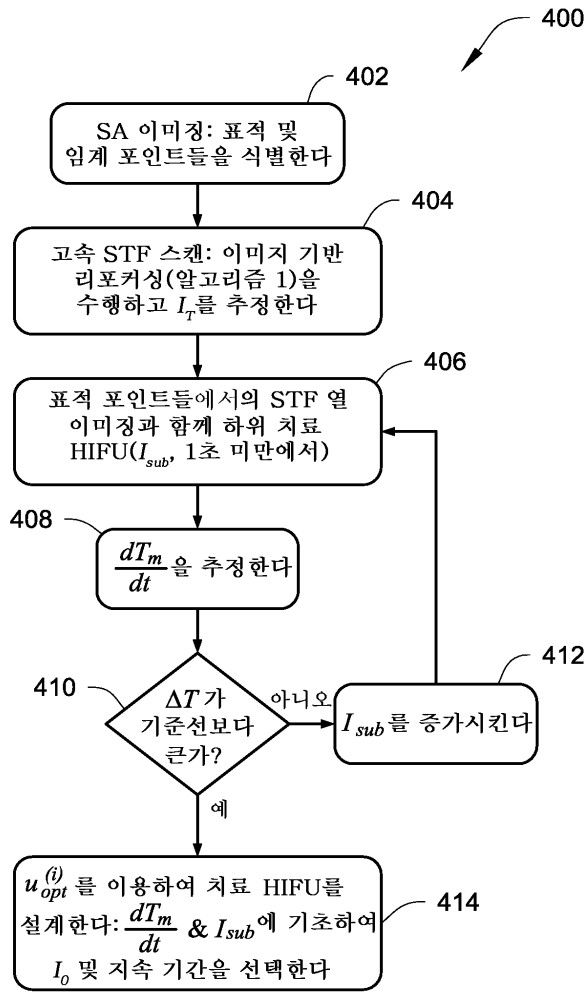 400
402
SA 이미징: 표적 및
임계 포인트들을 식별한다
404
고속 STF 스캔: 이미지 기반
리포커싱(알고리즘 1)을
수행하고 I_T를 추정한다
406
표적 포인트들에서의 STF 열
이미징과 함께 하위 치료
HIFU(I_sub, 1초 미만에서)
408
dT_m/dt 을 추정한다
410
ΔT가
기준선보다
큰가?
아니오
412
I_sub를 증가시킨다
예
414
u_opt^(i)를 이용하여 치료 HIFU를
설계한다: dT_m/dt & I_sub에 기초하여
I_0 및 지속 기간을 선택한다